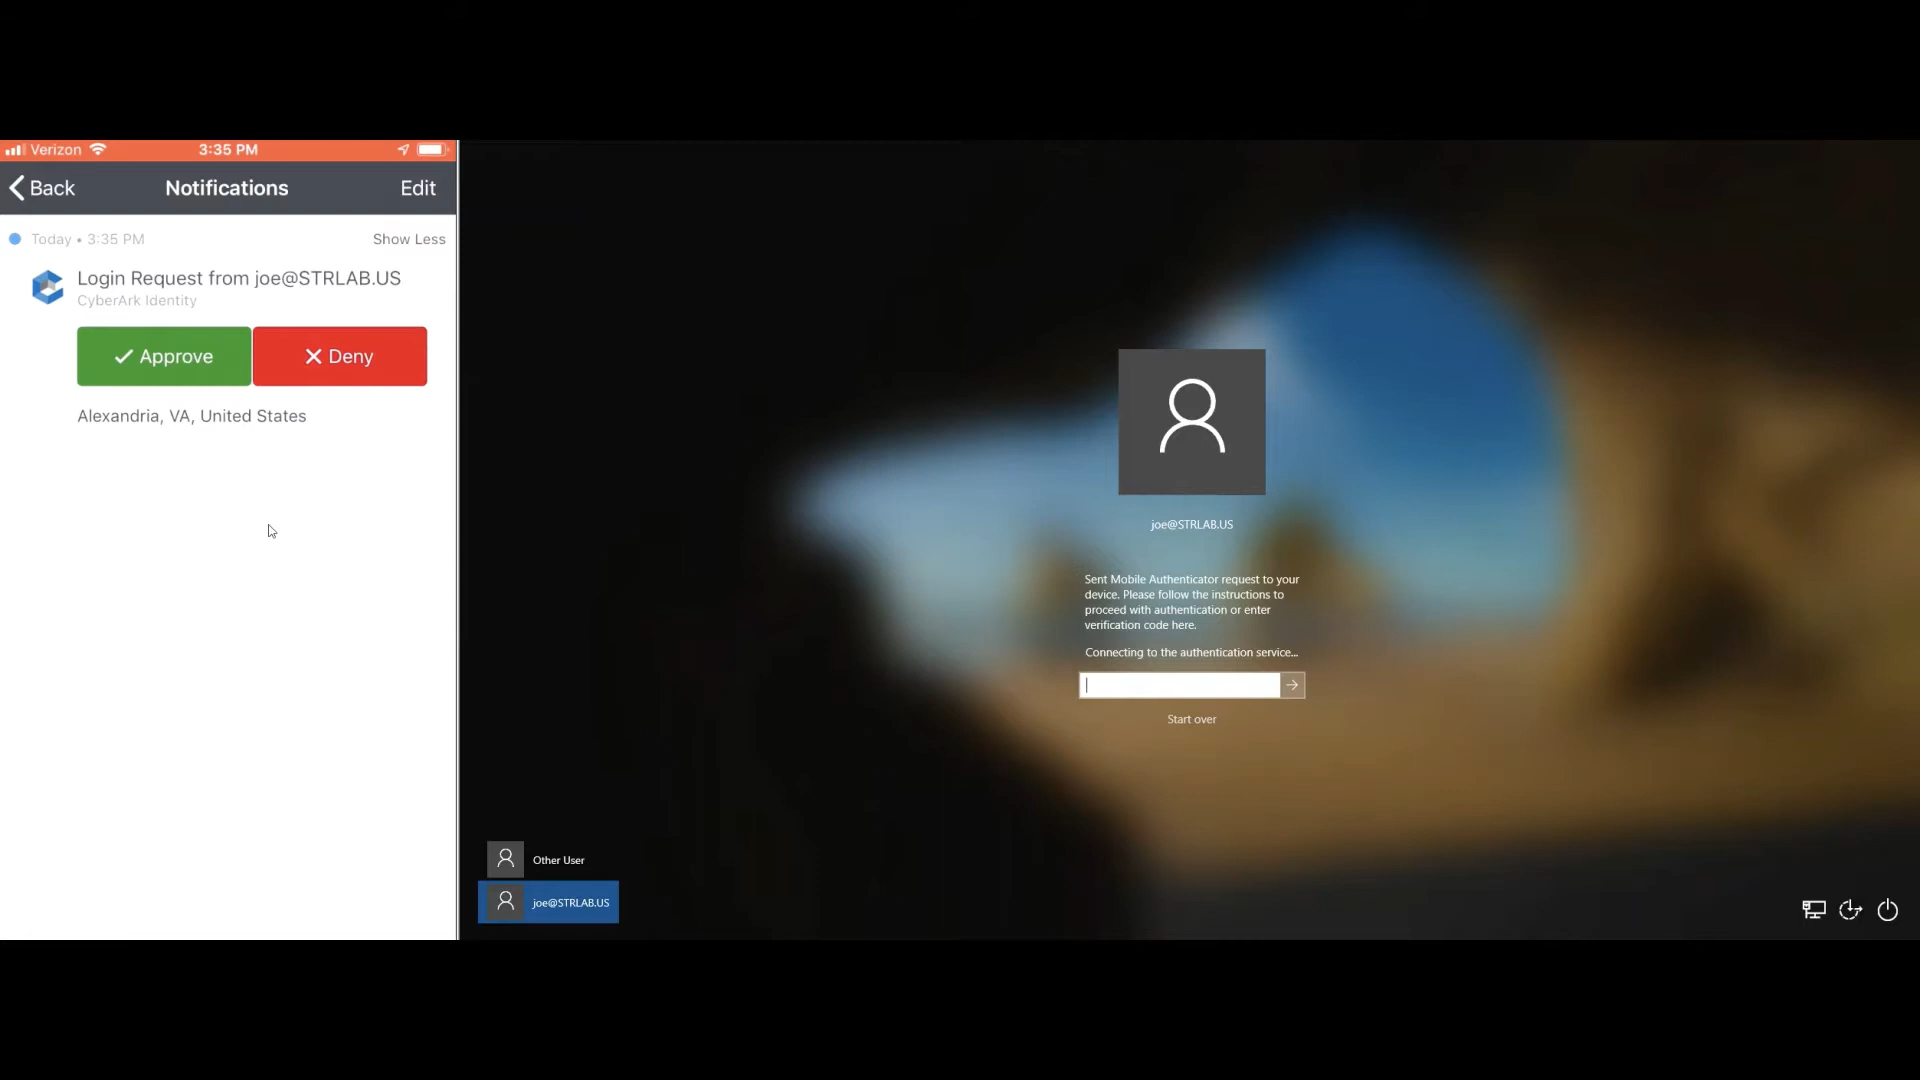 Verizon
3:35 PM
Back
Notifications
Edit
Today • 3:35 PM
Show Less
Login Request from joe@STRLAB.US
CyberArk Identity
Approve
Deny
Alexandria, VA, United States
joe@STRLAB.US
Sent Mobile Authenticator request to your
device. Please follow the instructions to
proceed with authentication or enter
verification code here.
Connecting to the authentication service...
Start over
Other User
joe@STRLAB.US